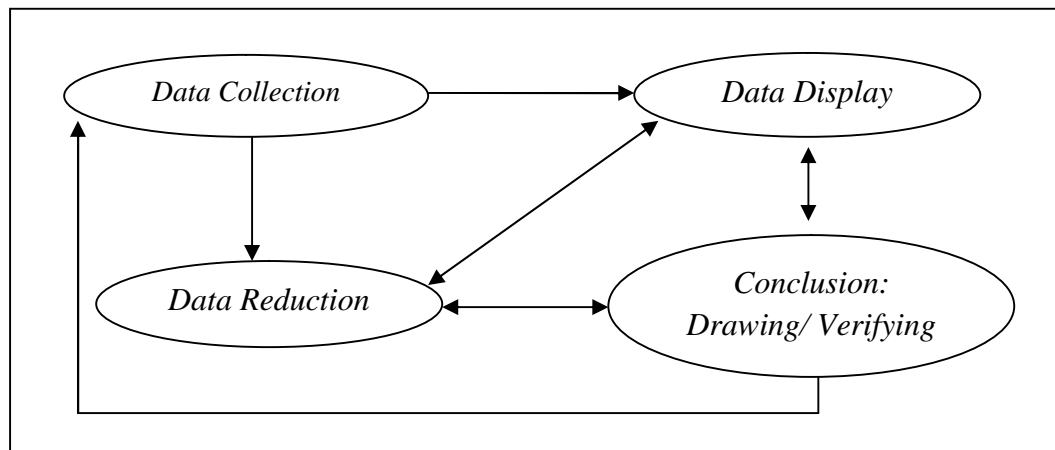 Data Collection
Data Display
Data Reduction
Conclusion:
Drawing/ Verifying